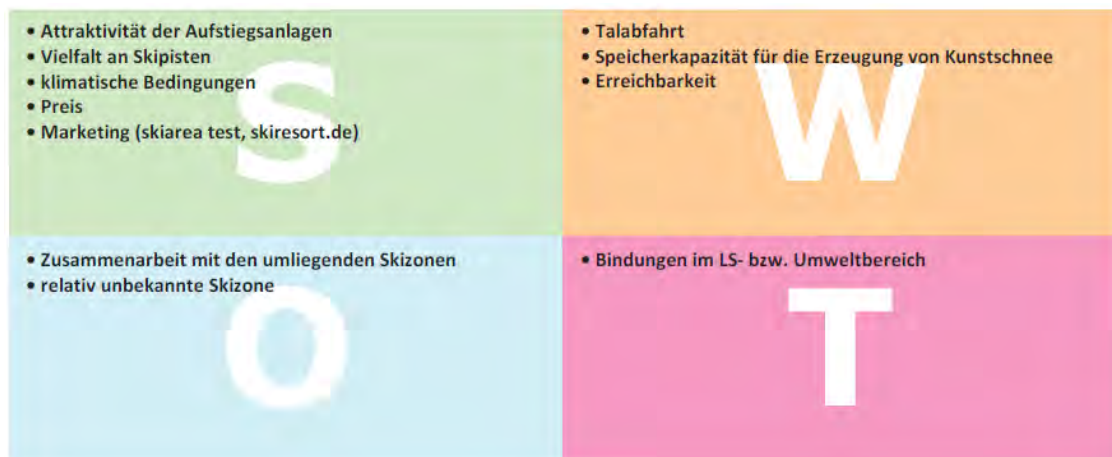 • Attraktivität der Aufstiegsanlagen
• Vielfalt an Skipisten
• klimatische Bedingungen
• Preis
• Marketing (skiarea test, skiresort.de)
S
• Talabfahrt
• Speicherkapazität für die Erzeugung von Kunstschnee
• Erreichbarkeit
W
• Zusammenarbeit mit den umliegenden Skizonen
• relativ unbekannte Skizone
O
• Bindungen im LS- bzw. Umweltbereich
T